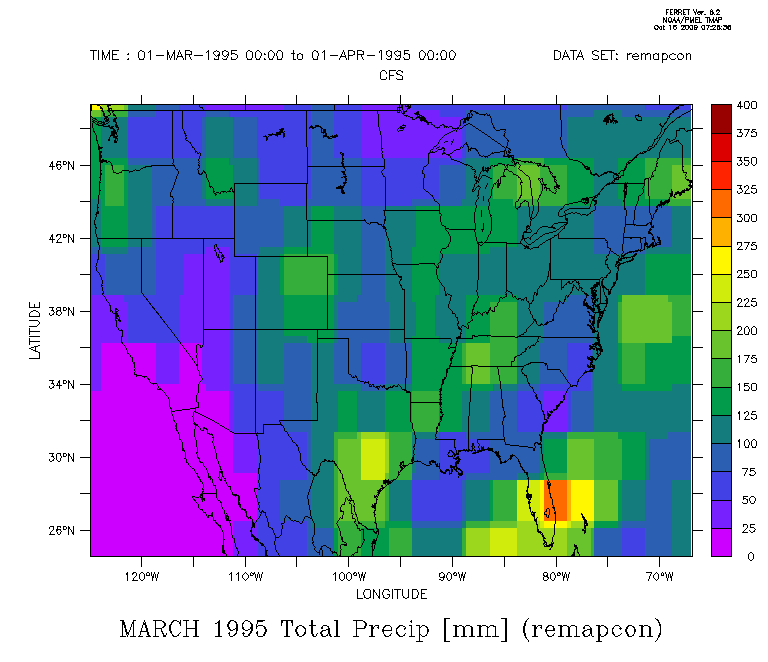 FERRET Ver. 6.2
NOAA/PMEL TMAP
Oct 16 2009 07:26:36
TIME : 01-MAR-1995 00:00 to 01-APR-1995 00:00
DATA SET: remapcon
CFS
400
375
350
325
300
275
250
225
200
175
150
125
100
75
50
25
0
46°N
42°N
38°N
34°N
30°N
26°N
LATITUDE
120°W 110°W 100°W 90°W 80°W 70°W
LONGITUDE
MARCH 1995 Total Precip [mm] (remapcon)